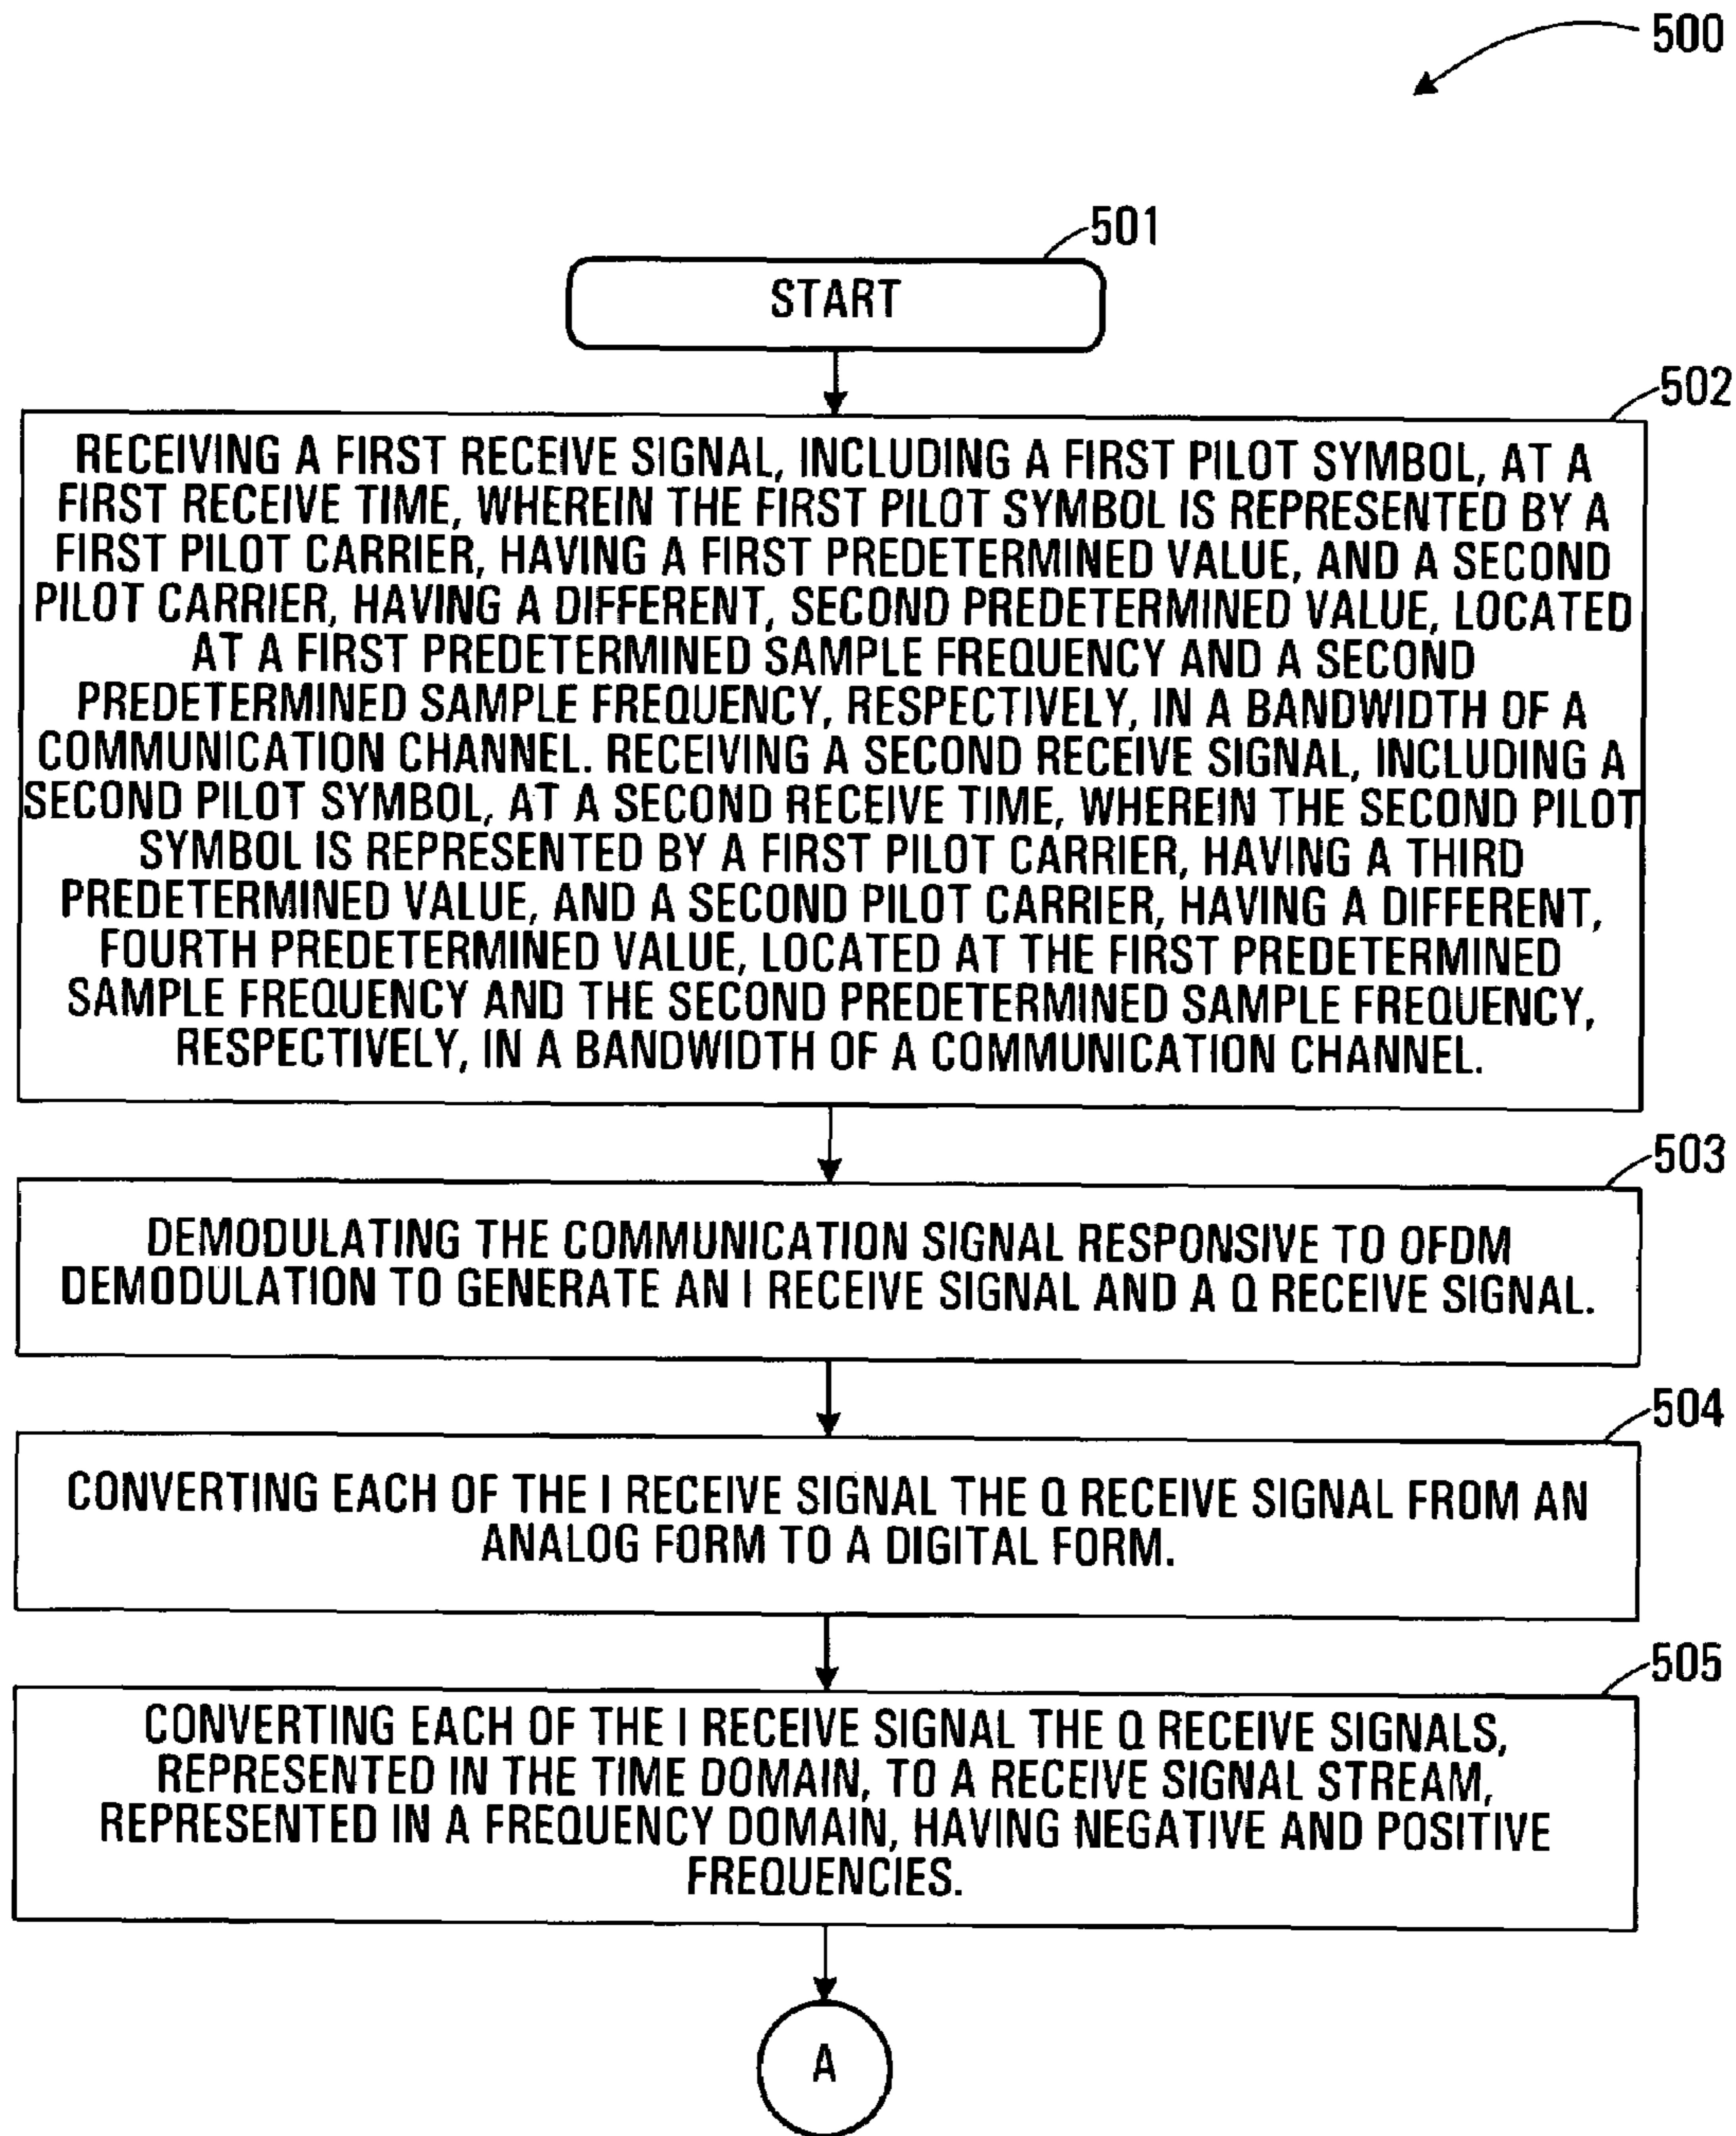 500
501
START
502
RECEIVING A FIRST RECEIVE SIGNAL, INCLUDING A FIRST PILOT SYMBOL, AT A
FIRST RECEIVE TIME, WHEREIN THE FIRST PILOT SYMBOL IS REPRESENTED BY A
FIRST PILOT CARRIER, HAVING A FIRST PREDETERMINED VALUE, AND A SECOND
PILOT CARRIER, HAVING A DIFFERENT, SECOND PREDETERMINED VALUE, LOCATED
AT A FIRST PREDETERMINED SAMPLE FREQUENCY AND A SECOND
PREDETERMINED SAMPLE FREQUENCY, RESPECTIVELY, IN A BANDWIDTH OF A
COMMUNICATION CHANNEL. RECEIVING A SECOND RECEIVE SIGNAL, INCLUDING A
SECOND PILOT SYMBOL, AT A SECOND RECEIVE TIME, WHEREIN THE SECOND PILOT
SYMBOL IS REPRESENTED BY A FIRST PILOT CARRIER, HAVING A THIRD
PREDETERMINED VALUE, AND A SECOND PILOT CARRIER, HAVING A DIFFERENT,
FOURTH PREDETERMINED VALUE, LOCATED AT THE FIRST PREDETERMINED
SAMPLE FREQUENCY AND THE SECOND PREDETERMINED SAMPLE FREQUENCY,
RESPECTIVELY, IN A BANDWIDTH OF A COMMUNICATION CHANNEL.
503
DEMODULATING THE COMMUNICATION SIGNAL RESPONSIVE TO OFDM
DEMODULATION TO GENERATE AN I RECEIVE SIGNAL AND A Q RECEIVE SIGNAL.
504
CONVERTING EACH OF THE I RECEIVE SIGNAL THE Q RECEIVE SIGNAL FROM AN
ANALOG FORM TO A DIGITAL FORM.
505
CONVERTING EACH OF THE I RECEIVE SIGNAL THE Q RECEIVE SIGNALS,
REPRESENTED IN THE TIME DOMAIN, TO A RECEIVE SIGNAL STREAM,
REPRESENTED IN A FREQUENCY DOMAIN, HAVING NEGATIVE AND POSITIVE
FREQUENCIES.
A